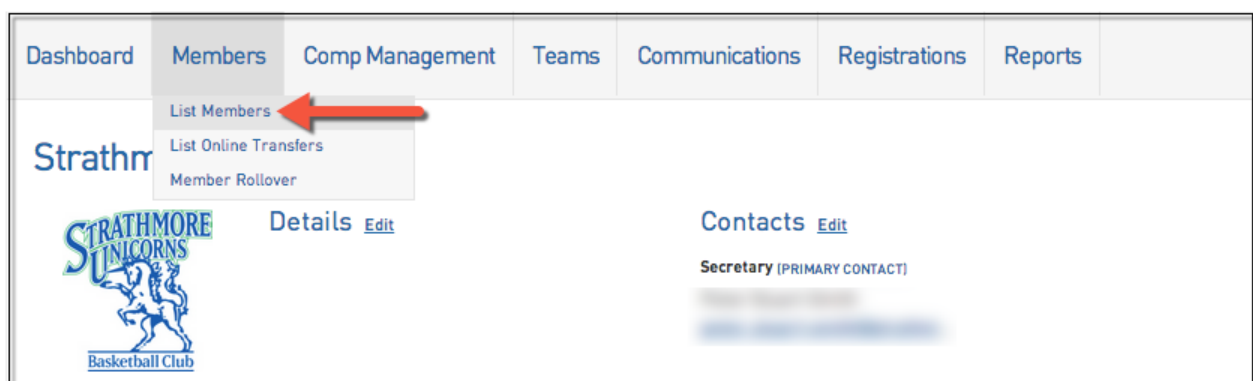 Dashboard Members Comp Management Teams Communications Registrations Reports
List Members
List Online Transfers
Member Rollover
Strathm
STRATHMORE
UNICORNS
Basketball Club
Details Edit
Contacts Edit
Secretary (PRIMARY CONTACT)